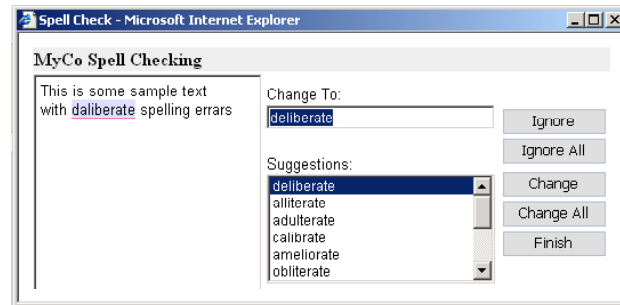 Spell Check - Microsoft Internet Explorer
MyCo Spell Checking
This is some sample text
with daliberate spelling errars
Change To:
deliberate
Suggestions:
deliberate
alliterate
adulterate
calibrate
ameliorate
obliterate
Ignore
Ignore All
Change
Change All
Finish